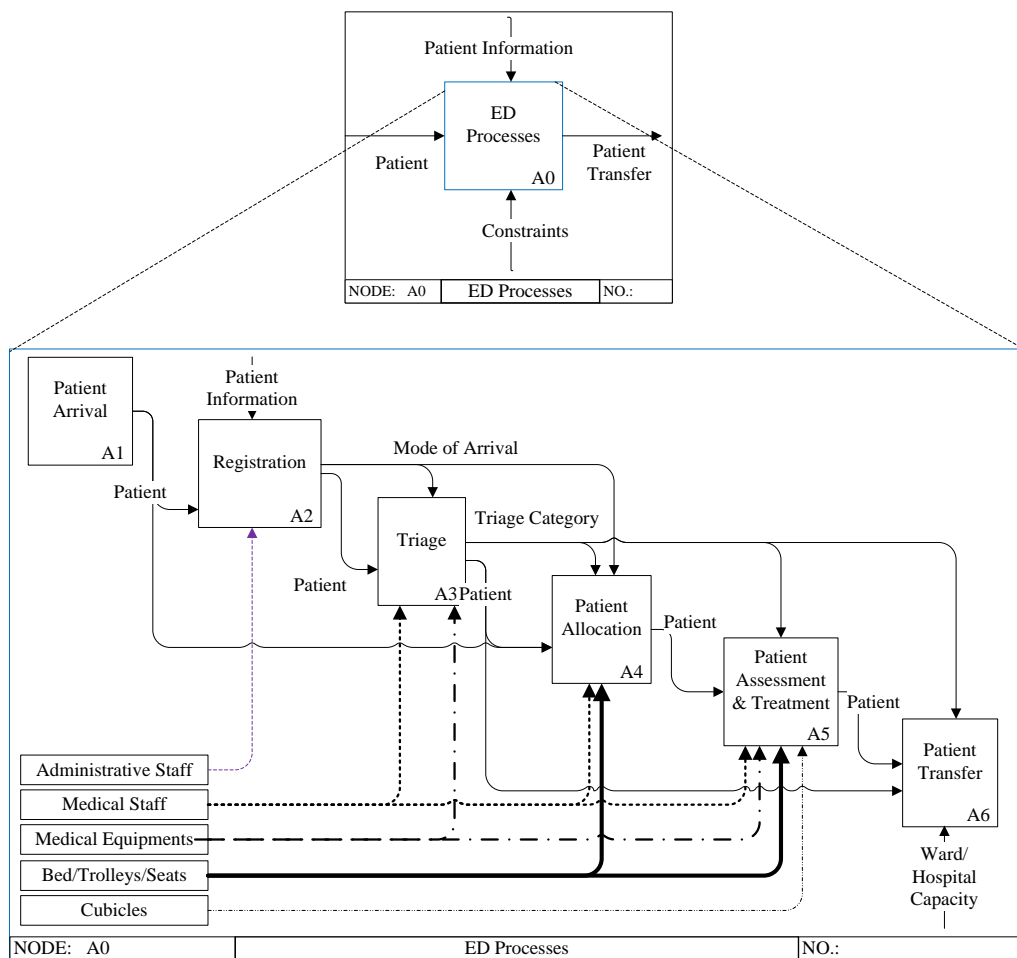 Patient Information
ED
Processes
A0
Patient
Patient
Transfer
Constraints
NODE: A0
ED Processes
NO.:
Patient
Arrival
A1
Patient
Information
Registration
A2
Mode of Arrival
Patient
Triage
A3
Triage Category
Patient
Patient
Patient
Allocation
A4
Patient
Patient
Assessment
& Treatment
A5
Patient
Patient
Transfer
A6
Administrative Staff
Medical Staff
Medical Equipments
Bed/Trolleys/Seats
Cubicles
Ward/
Hospital
Capacity
NODE: A0
ED Processes
NO.: